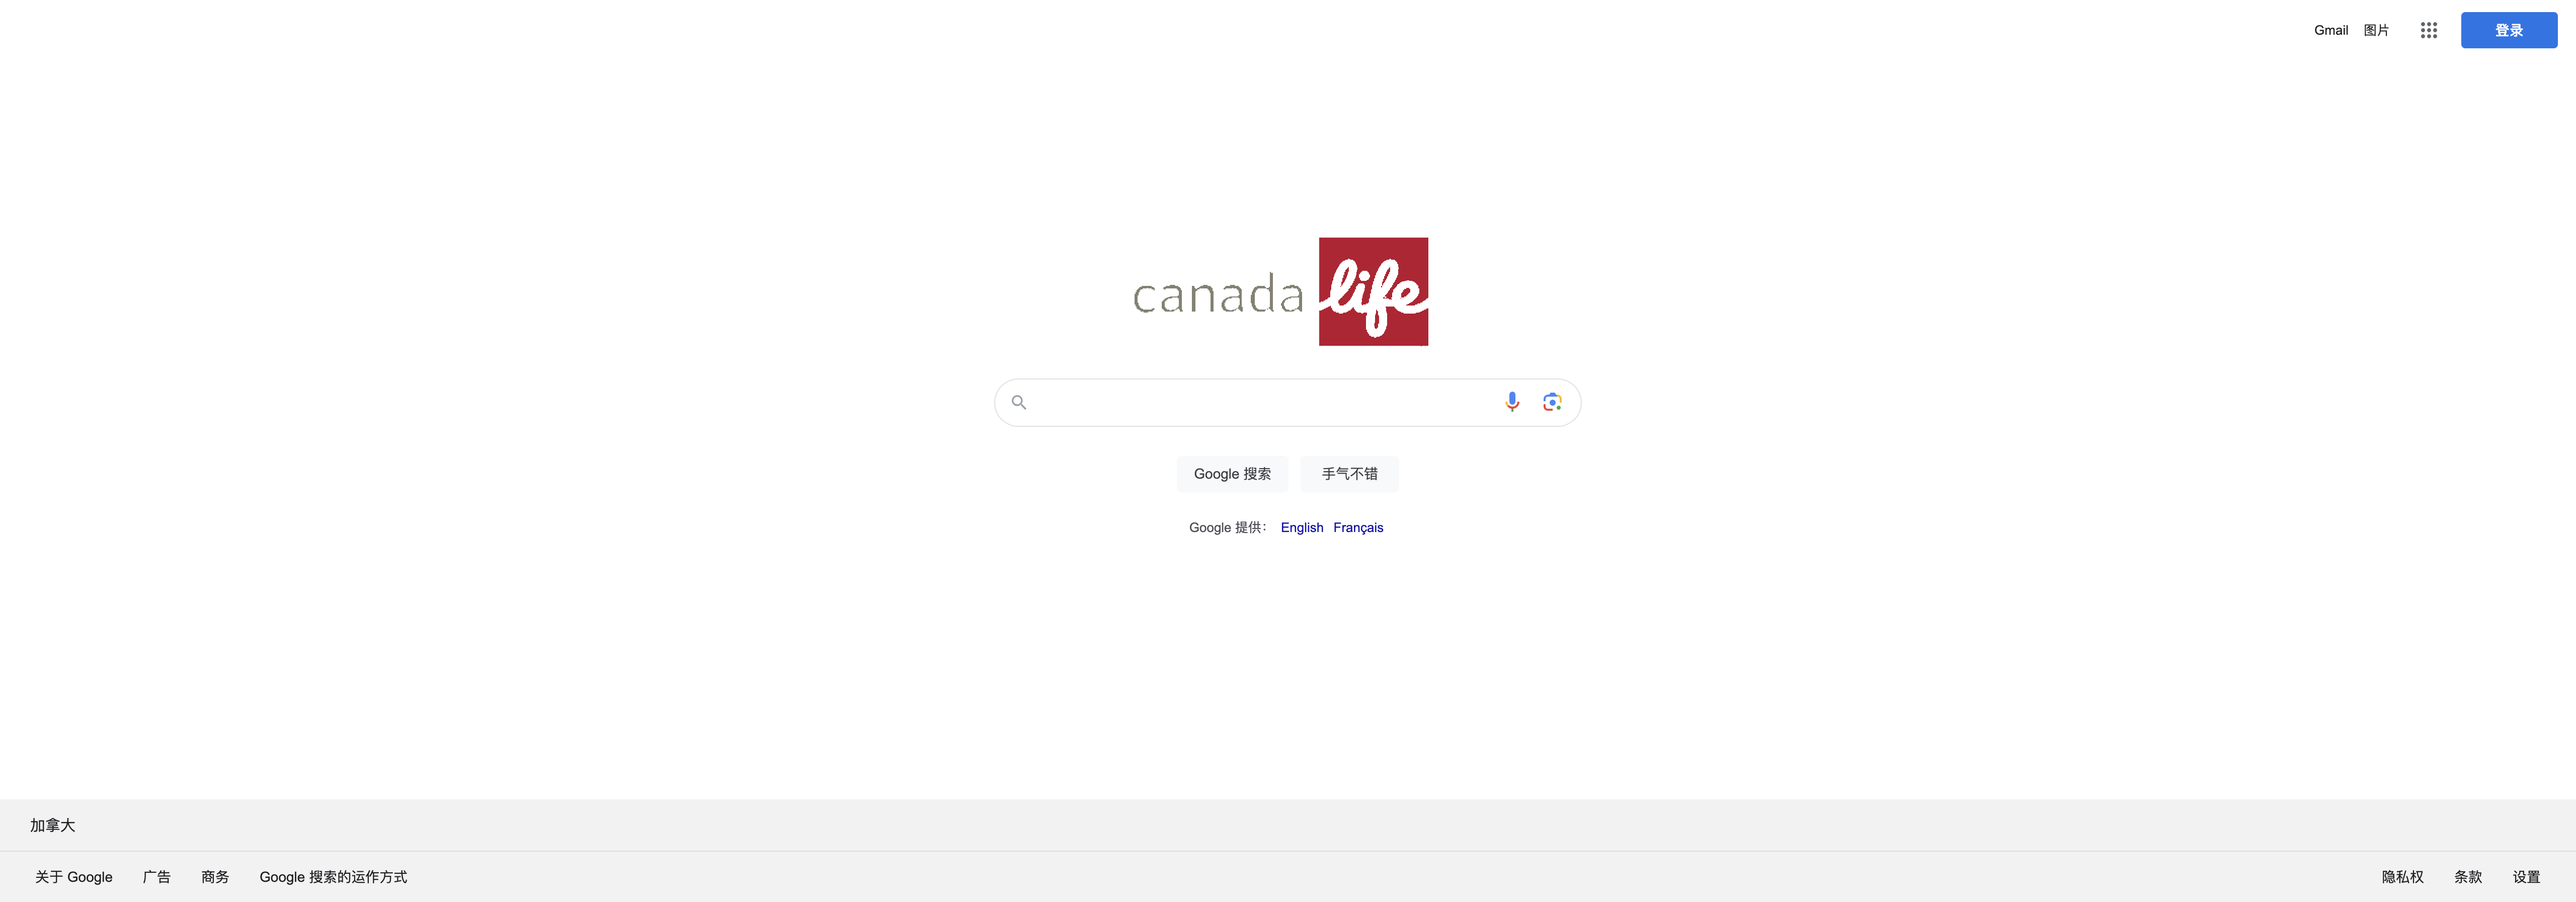 Gmail 图片 登录
canada life
Google 搜索 手气不错
Google 提供： English Français
加拿大
关于 Google 广告 商务 Google 搜索的运作方式 隐私权 条款 设置